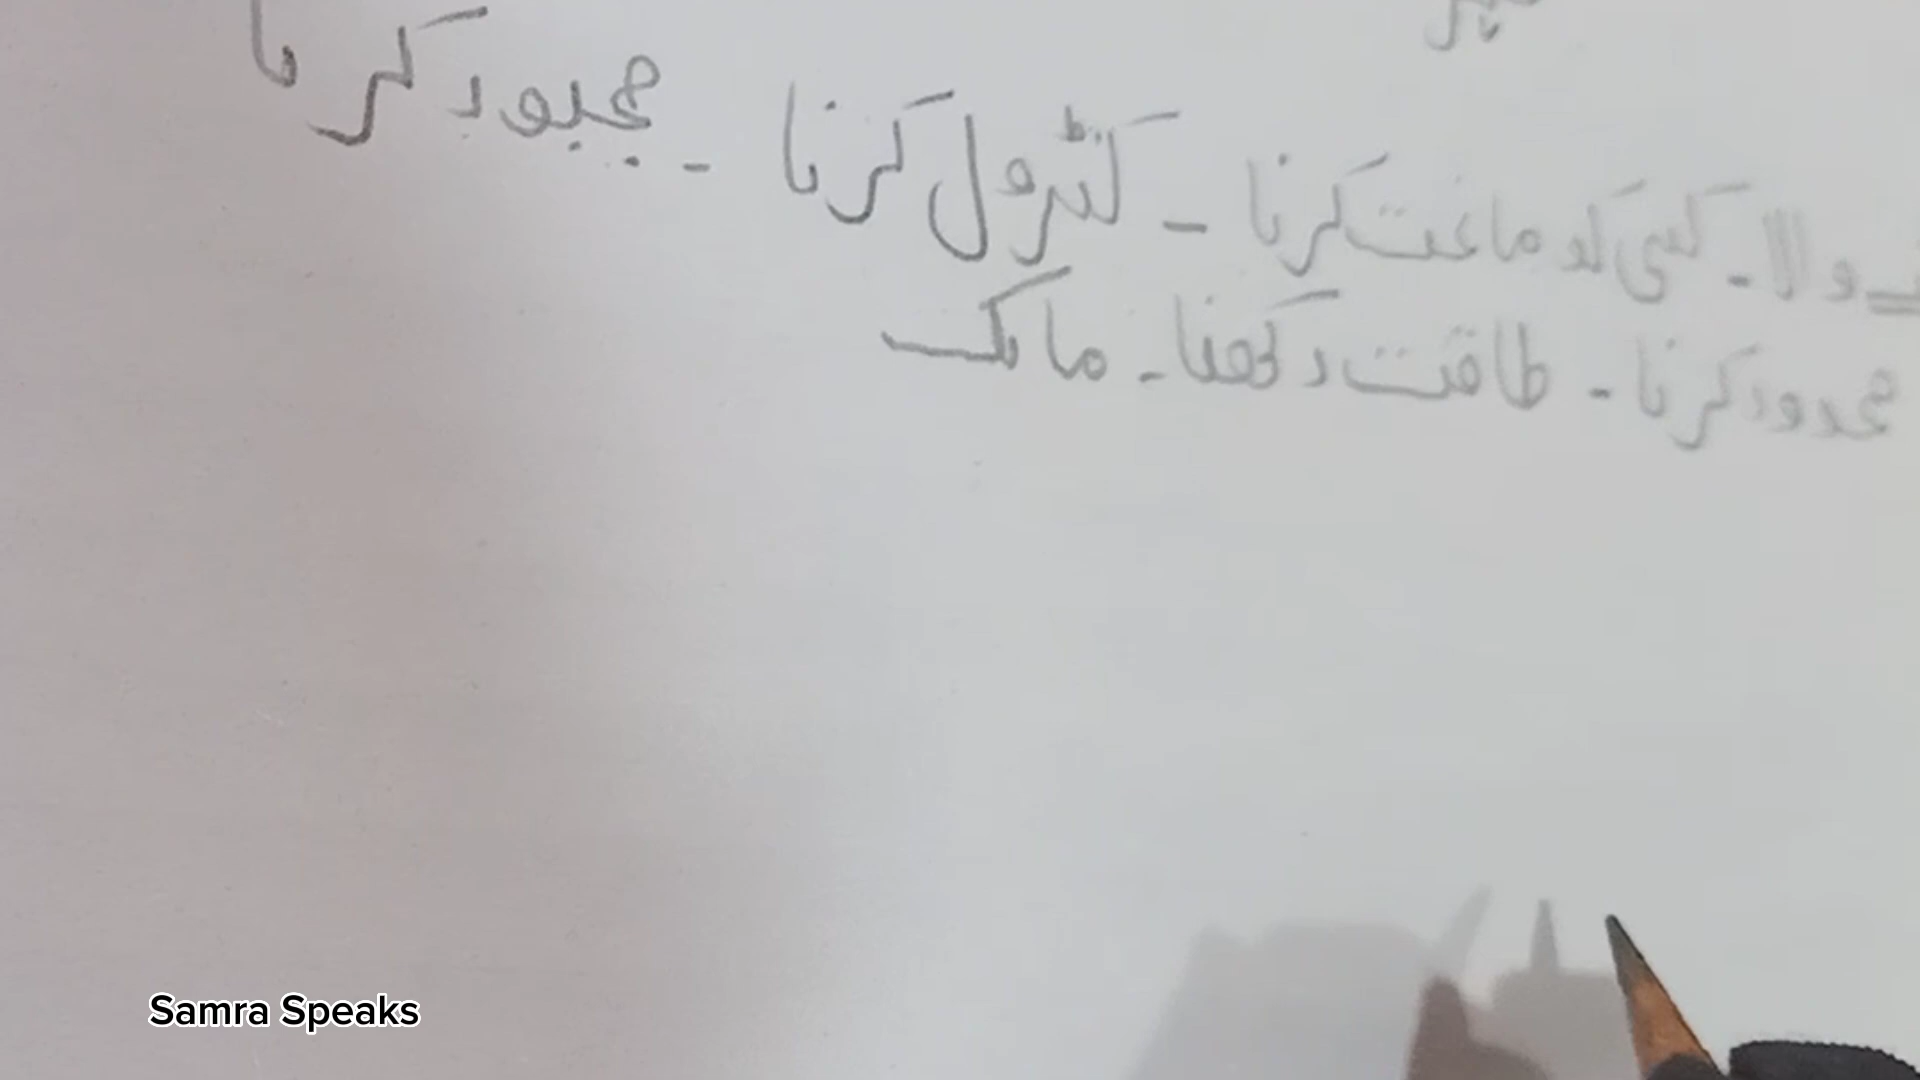 والا۔ کسی کو ماتحت کرنا ۔ کنٹرول کرنا ۔ مجبور کرنا
محدود کرنا ۔ طاقت رکھنا ۔ مالک
Samra Speaks